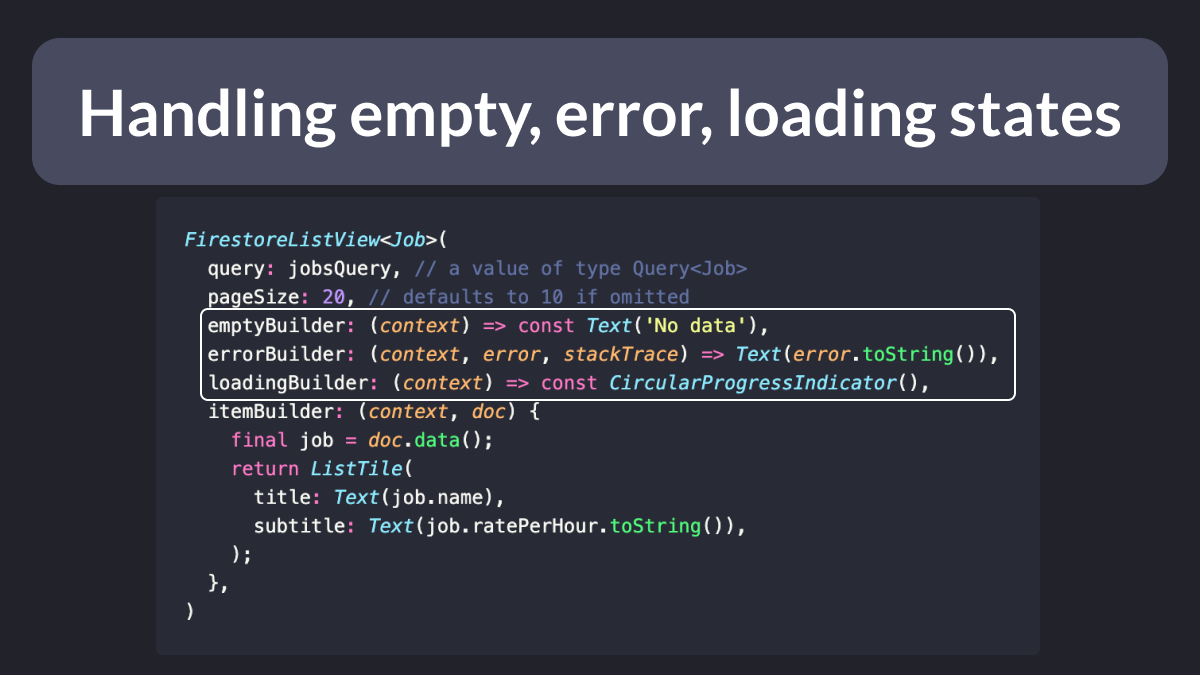 Handling empty, error, loading states
FirestoreListView<Job>(
  query: jobsQuery, // a value of type Query<Job>
  pageSize: 20, // defaults to 10 if omitted
  emptyBuilder: (context) => const Text('No data'),
  errorBuilder: (context, error, stackTrace) => Text(error.toString()),
  loadingBuilder: (context) => const CircularProgressIndicator(),
  itemBuilder: (context, doc) {
    final job = doc.data();
    return ListTile(
      title: Text(job.name),
      subtitle: Text(job.ratePerHour.toString()),
    );
  },
)